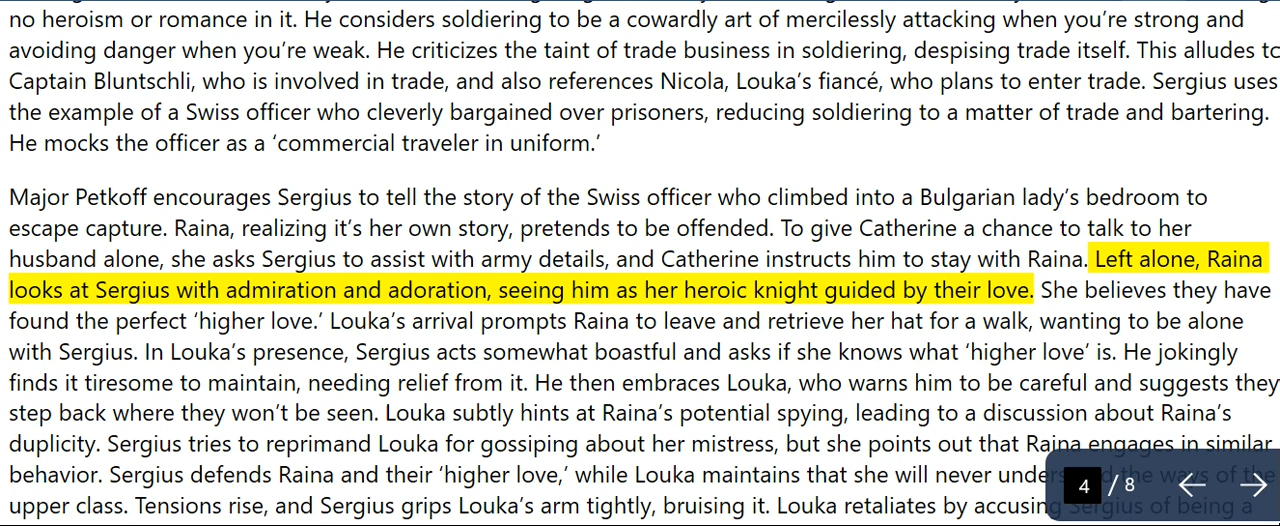 no heroism or romance in it. He considers soldiering to be a cowardly art of mercilessly attacking when you're strong and
avoiding danger when you're weak. He criticizes the taint of trade business in soldiering, despising trade itself. This alludes to
Captain Bluntschli, who is involved in trade, and also references Nicola, Louka's fiancé, who plans to enter trade. Sergius uses
the example of a Swiss officer who cleverly bargained over prisoners, reducing soldiering to a matter of trade and bartering.
He mocks the officer as a ‘commercial traveler in uniform.’
Major Petkoff encourages Sergius to tell the story of the Swiss officer who climbed into a Bulgarian lady's bedroom to
escape capture. Raina, realizing it's her own story, pretends to be offended. To give Catherine a chance to talk to her
husband alone, she asks Sergius to assist with army details, and Catherine instructs him to stay with Raina. Left alone, Raina
looks at Sergius with admiration and adoration, seeing him as her heroic knight guided by their love. She believes they have
found the perfect ‘higher love.’ Louka's arrival prompts Raina to leave and retrieve her hat for a walk, wanting to be alone
with Sergius. In Louka's presence, Sergius acts somewhat boastful and asks if she knows what ‘higher love’ is. He jokingly
finds it tiresome to maintain, needing relief from it. He then embraces Louka, who warns him to be careful and suggests they
step back where they won't be seen. Louka subtly hints at Raina's potential spying, leading to a discussion about Raina's
duplicity. Sergius tries to reprimand Louka for gossiping about her mistress, but she points out that Raina engages in similar
behavior. Sergius defends Raina and their ‘higher love,’ while Louka maintains that she will never understand the ways of the
upper class. Tensions rise, and Sergius grips Louka's arm tightly, bruising it. Louka retaliates by accusing Sergius of being a
4 / 8